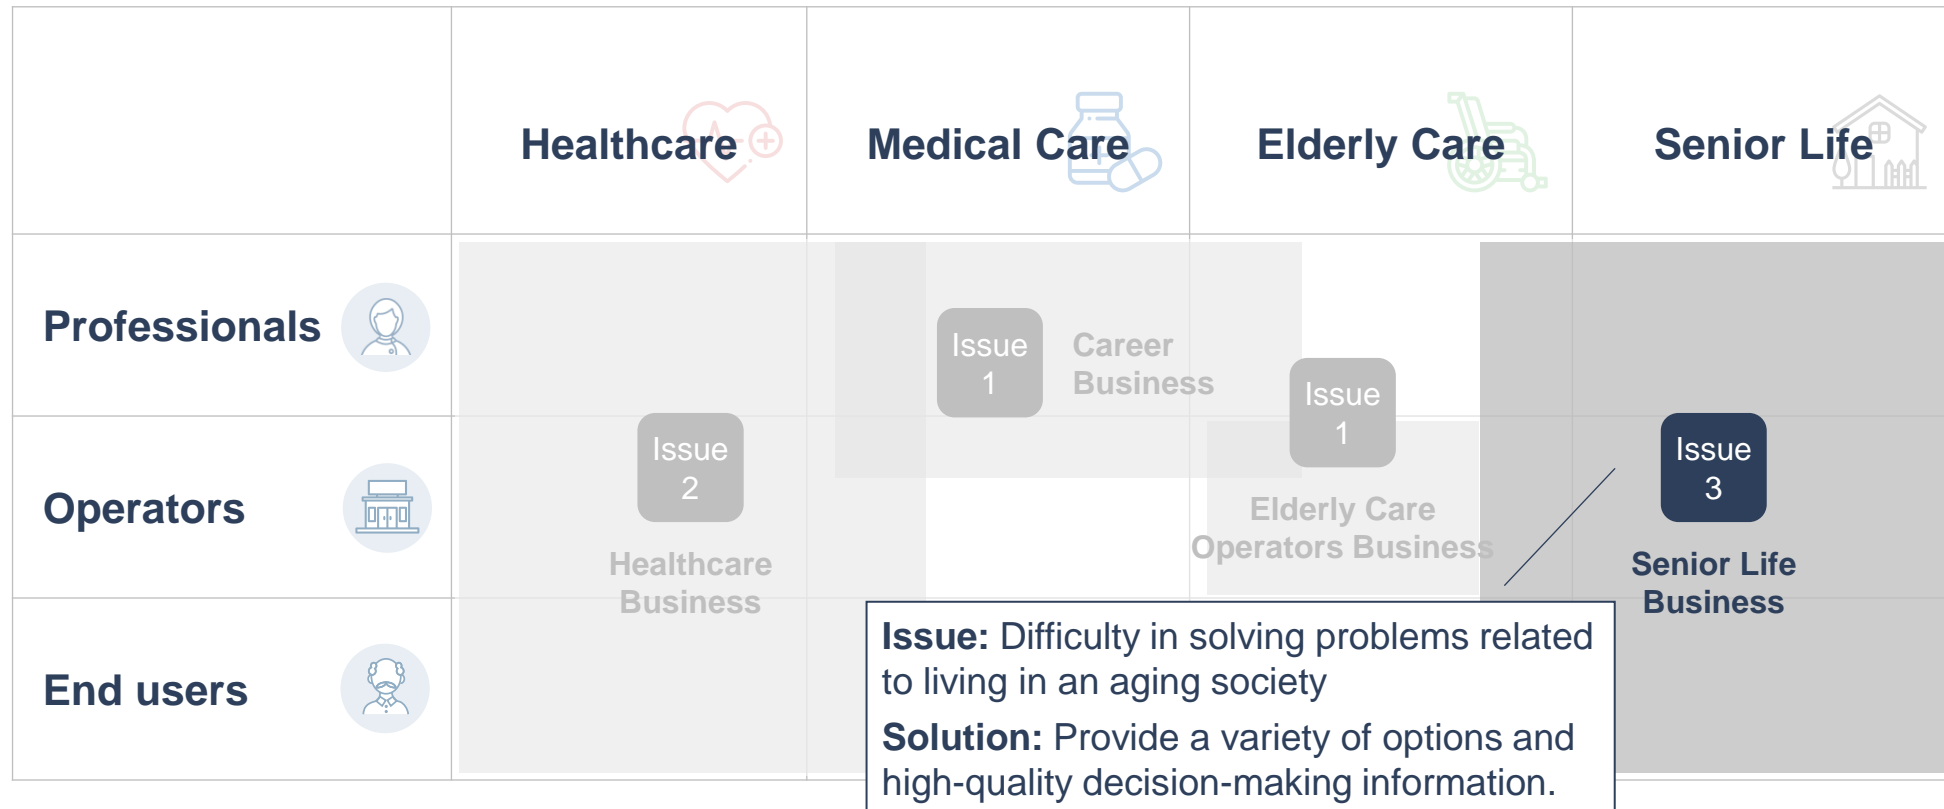 Healthcare
Medical Care
Elderly Care
Senior Life
Professionals
Issue
1
Career
Business
Issue
1
Operators
Issue
2
Healthcare
Business
Elderly Care
Operators Business
Issue
3
Senior Life
Business
End users
Issue: Difficulty in solving problems related
to living in an aging society
Solution: Provide a variety of options and
high-quality decision-making information.